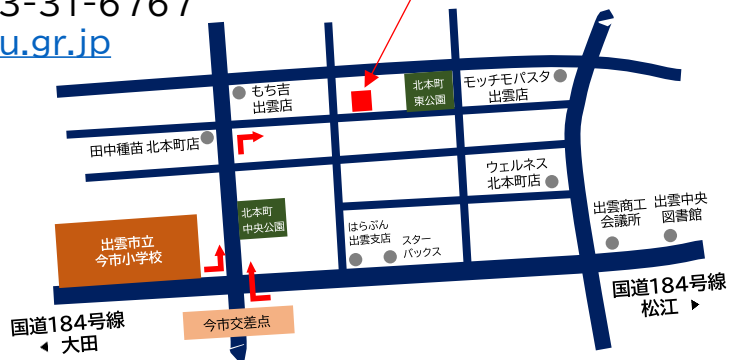 3-31-6767
u.gr.jp
もち吉
出雲店
北本町
東公園
モッチモパスタ
出雲店
田中種苗 北本町店
ウェルネス
北本町店
北本町
中央公園
出雲市立
今市小学校
はらぶん
出雲支店
スター
バックス
出雲商工
会議所
出雲中央
図書館
国道184号線
松江
今市交差点
国道184号線
大田